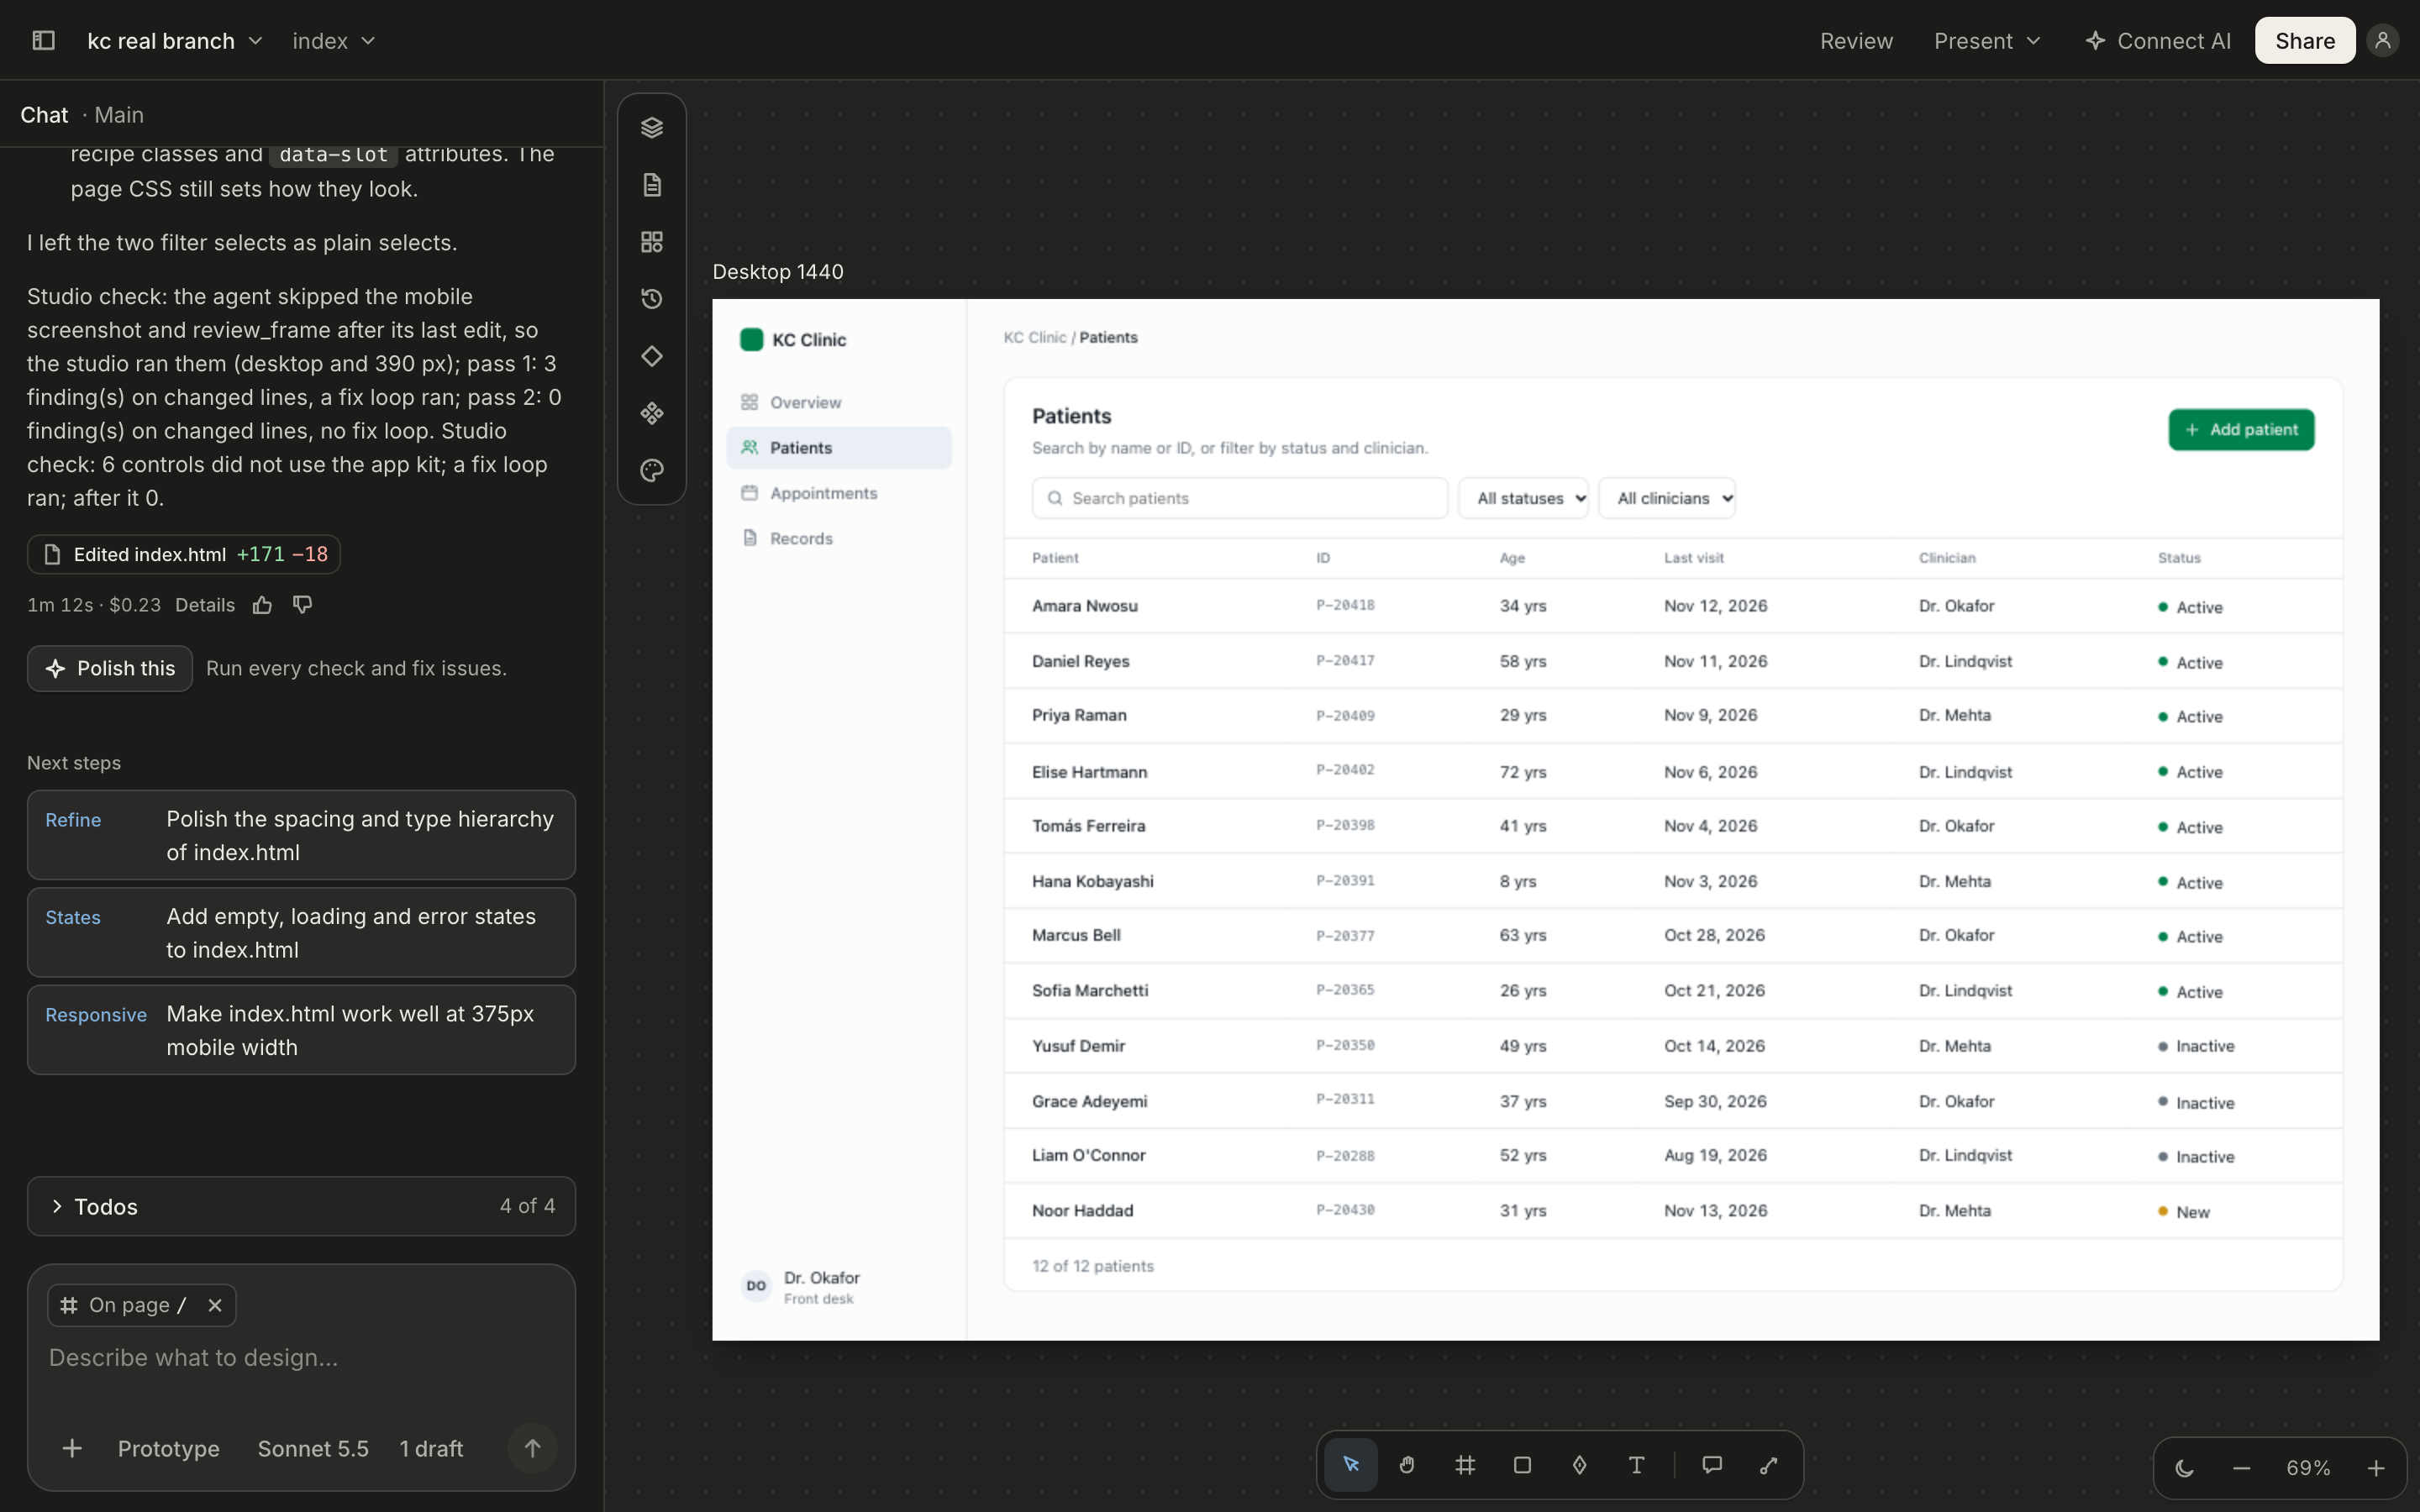 kc real branch
index
Review
Present
Connect AI
Share
Chat · Main
recipe classes and data-slot attributes. The
page CSS still sets how they look.
I left the two filter selects as plain selects.
Studio check: the agent skipped the mobile
screenshot and review_frame after its last edit, so
the studio ran them (desktop and 390 px); pass 1: 3
finding(s) on changed lines, a fix loop ran; pass 2: 0
finding(s) on changed lines, no fix loop. Studio
check: 6 controls did not use the app kit; a fix loop
ran; after it 0.
Edited index.html +171 −18
1m 12s · $0.23 Details
Polish this Run every check and fix issues.
Next steps
Refine Polish the spacing and type hierarchy
of index.html
States Add empty, loading and error states
to index.html
Responsive Make index.html work well at 375px
mobile width
Todos 4 of 4
On page /
Describe what to design...
Prototype Sonnet 5.5 1 draft
Desktop 1440
KC Clinic
Overview
Patients
Appointments
Records
DO
Dr. Okafor
Front desk
KC Clinic / Patients
Patients
Search by name or ID, or filter by status and clinician.
Add patient
Search patients
All statuses
All clinicians
Patient ID Age Last visit Clinician Status
Amara Nwosu P-20418 34 yrs Nov 12, 2026 Dr. Okafor Active
Daniel Reyes P-20417 58 yrs Nov 11, 2026 Dr. Lindqvist Active
Priya Raman P-20409 29 yrs Nov 9, 2026 Dr. Mehta Active
Elise Hartmann P-20402 72 yrs Nov 6, 2026 Dr. Lindqvist Active
Tomás Ferreira P-20398 41 yrs Nov 4, 2026 Dr. Okafor Active
Hana Kobayashi P-20391 8 yrs Nov 3, 2026 Dr. Mehta Active
Marcus Bell P-20377 63 yrs Oct 28, 2026 Dr. Okafor Active
Sofia Marchetti P-20365 26 yrs Oct 21, 2026 Dr. Lindqvist Active
Yusuf Demir P-20350 49 yrs Oct 14, 2026 Dr. Mehta Inactive
Grace Adeyemi P-20311 37 yrs Sep 30, 2026 Dr. Okafor Inactive
Liam O'Connor P-20288 52 yrs Aug 19, 2026 Dr. Lindqvist Inactive
Noor Haddad P-20430 31 yrs Nov 13, 2026 Dr. Mehta New
12 of 12 patients
69%